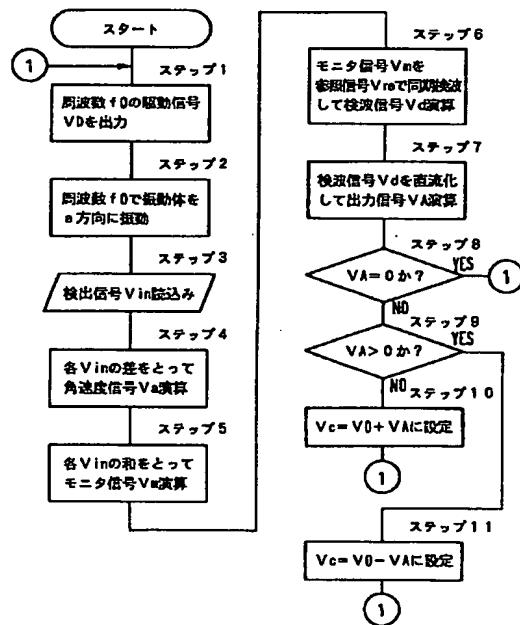 スタート
1
ステップ1
周波数f0の駆動信号
VDを出力
ステップ2
周波数f0で振動体を
a方向に振動
ステップ3
検出信号Vin読込み
ステップ4
各Vinの差をとって
角速度信号Va演算
ステップ5
各Vinの和をとって
モニタ信号Vm演算
ステップ6
モニタ信号Vmを
参照信号Vreで同期検波
して検波信号Vd演算
ステップ7
検波信号Vdを直流化
して出力信号VA演算
ステップ8
VA=0か?
YES
1
NO
ステップ9
VA>0か?
YES
NO
ステップ10
Vc=V0+VAに設定
1
ステップ11
Vc=V0-VAに設定
1